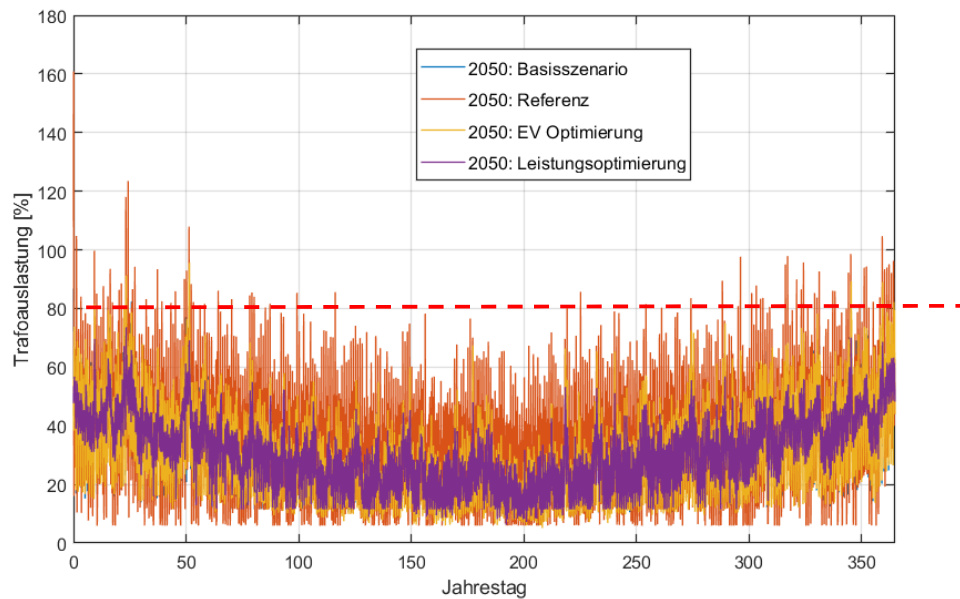 180
160
140
120
100
80
60
40
20
0
Trafoauslastung [%]
2050: Basisszenario
2050: Referenz
2050: EV Optimierung
2050: Leistungsoptimierung
0 50 100 150 200 250 300 350
Jahrestag